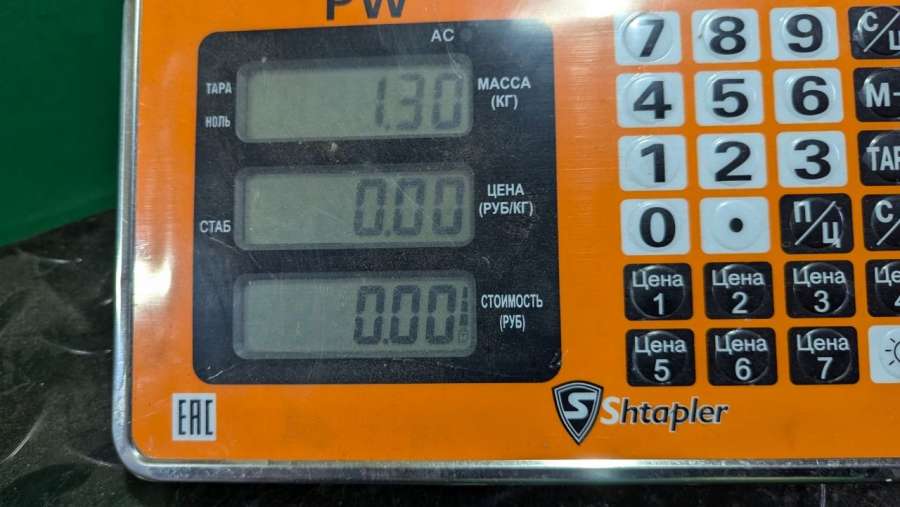 PW
AC
ТАРА
НОЛЬ
1.30
МАССА
(КГ)
СТАБ
0.00
ЦЕНА
(РУБ/КГ)
0.00
СТОИМОСТЬ
(РУБ)
7 8 9 С/
4 5 6 М-
1 2 3 ТАР
0 . П/Ц С/
Цена 1 Цена 2 Цена 3
Цена 5 Цена 6 Цена 7
EAC
S Shtapler